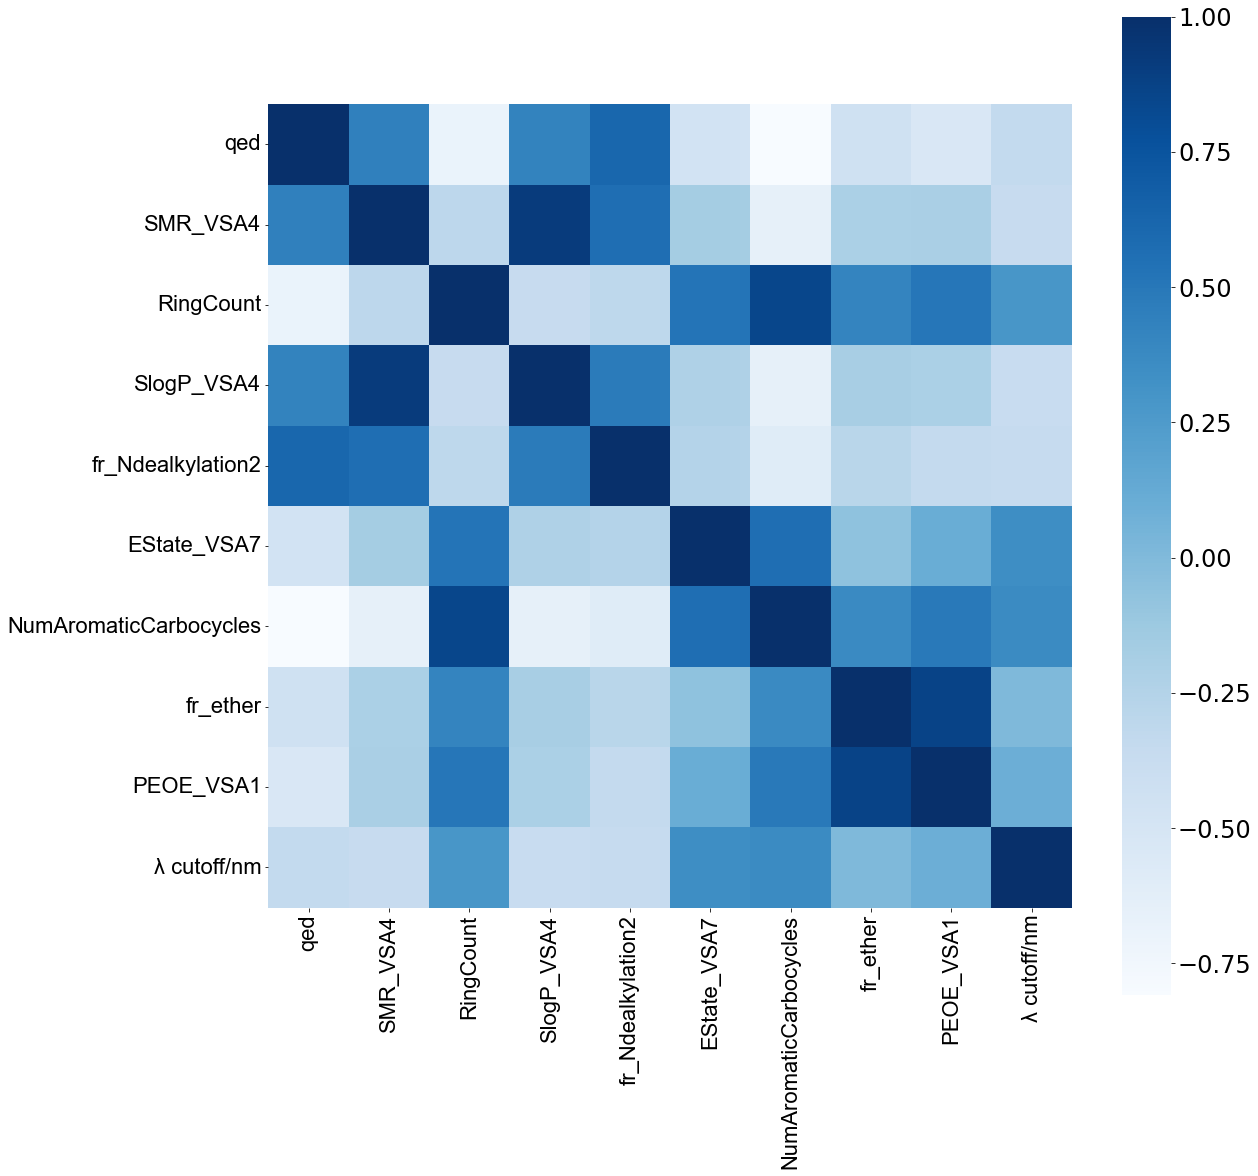 qed
SMR_VSA4
RingCount
SlogP_VSA4
fr_Ndealkylation2
EState_VSA7
NumAromaticCarbocycles
fr_ether
PEOE_VSA1
λ cutoff/nm
qed
SMR_VSA4
RingCount
SlogP_VSA4
fr_Ndealkylation2
EState_VSA7
NumAromaticCarbocycles
fr_ether
PEOE_VSA1
λ cutoff/nm
1.00
0.75
0.50
0.25
0.00
−0.25
−0.50
−0.75